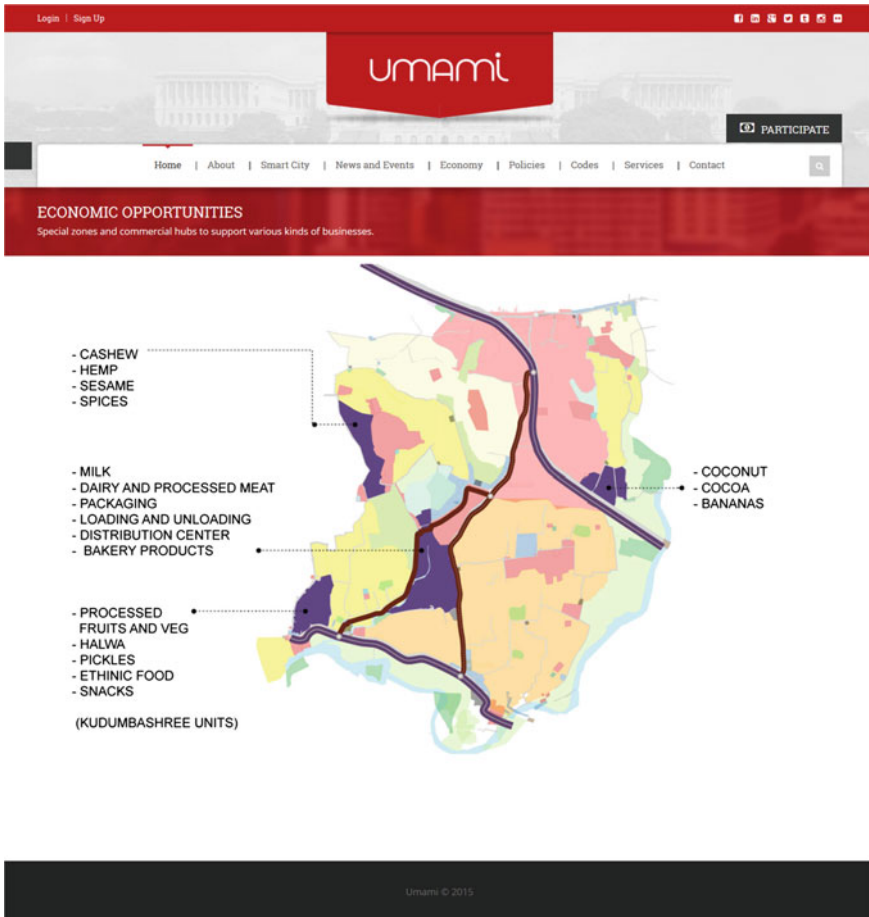 Login | Sign Up
umami
PARTICIPATE
Home | About | Smart City | News and Events | Economy | Policies | Codes | Services | Contact
ECONOMIC OPPORTUNITIES
Special zones and commercial hubs to support various kinds of businesses.
- CASHEW
- HEMP
- SESAME
- SPICES
- MILK
- DAIRY AND PROCESSED MEAT
- PACKAGING
- LOADING AND UNLOADING
- DISTRIBUTION CENTER
- BAKERY PRODUCTS
- COCONUT
- COCOA
- BANANAS
- PROCESSED
FRUITS AND VEG
- HALWA
- PICKLES
- ETHINIC FOOD
- SNACKS
(KUDUMBASHREE UNITS)
Umami © 2015